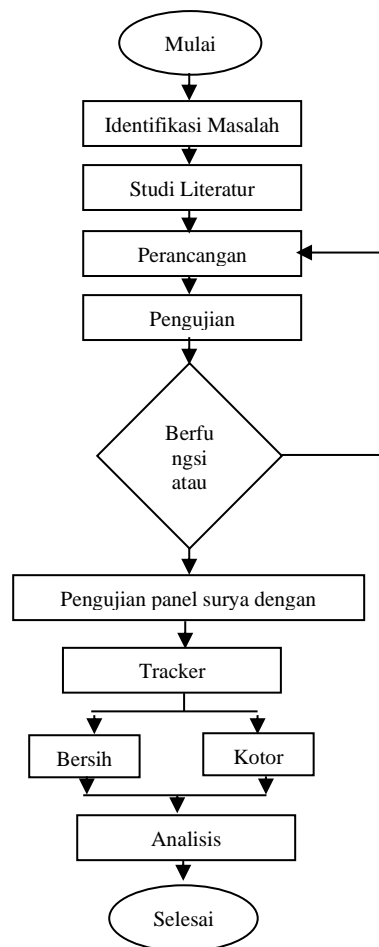 Mulai
Identifikasi Masalah
Studi Literatur
Perancangan
Pengujian
Berfu
ngsi
atau
Pengujian panel surya dengan
Tracker
Bersih
Kotor
Analisis
Selesai